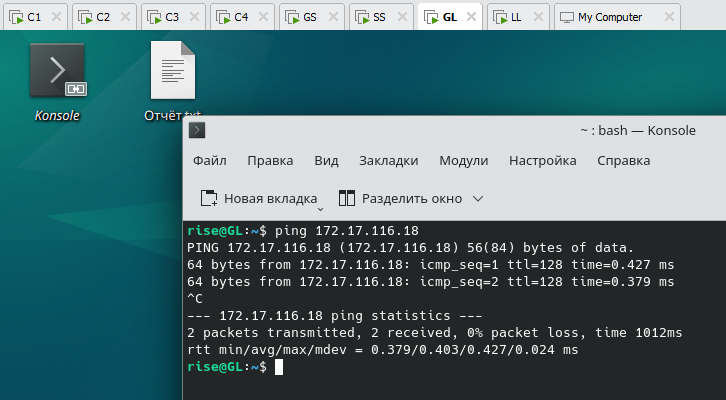 C1 C2 C3 C4 GS SS GL LL My Computer
Konsole
Отчёт.txt
~ : bash — Konsole
Файл Правка Вид Закладки Модули Настройка Справка
Новая вкладка Разделить окно
rise@GL:~$ ping 172.17.116.18
PING 172.17.116.18 (172.17.116.18) 56(84) bytes of data.
64 bytes from 172.17.116.18: icmp_seq=1 ttl=128 time=0.427 ms
64 bytes from 172.17.116.18: icmp_seq=2 ttl=128 time=0.379 ms
^C
--- 172.17.116.18 ping statistics ---
2 packets transmitted, 2 received, 0% packet loss, time 1012ms
rtt min/avg/max/mdev = 0.379/0.403/0.427/0.024 ms
rise@GL:~$